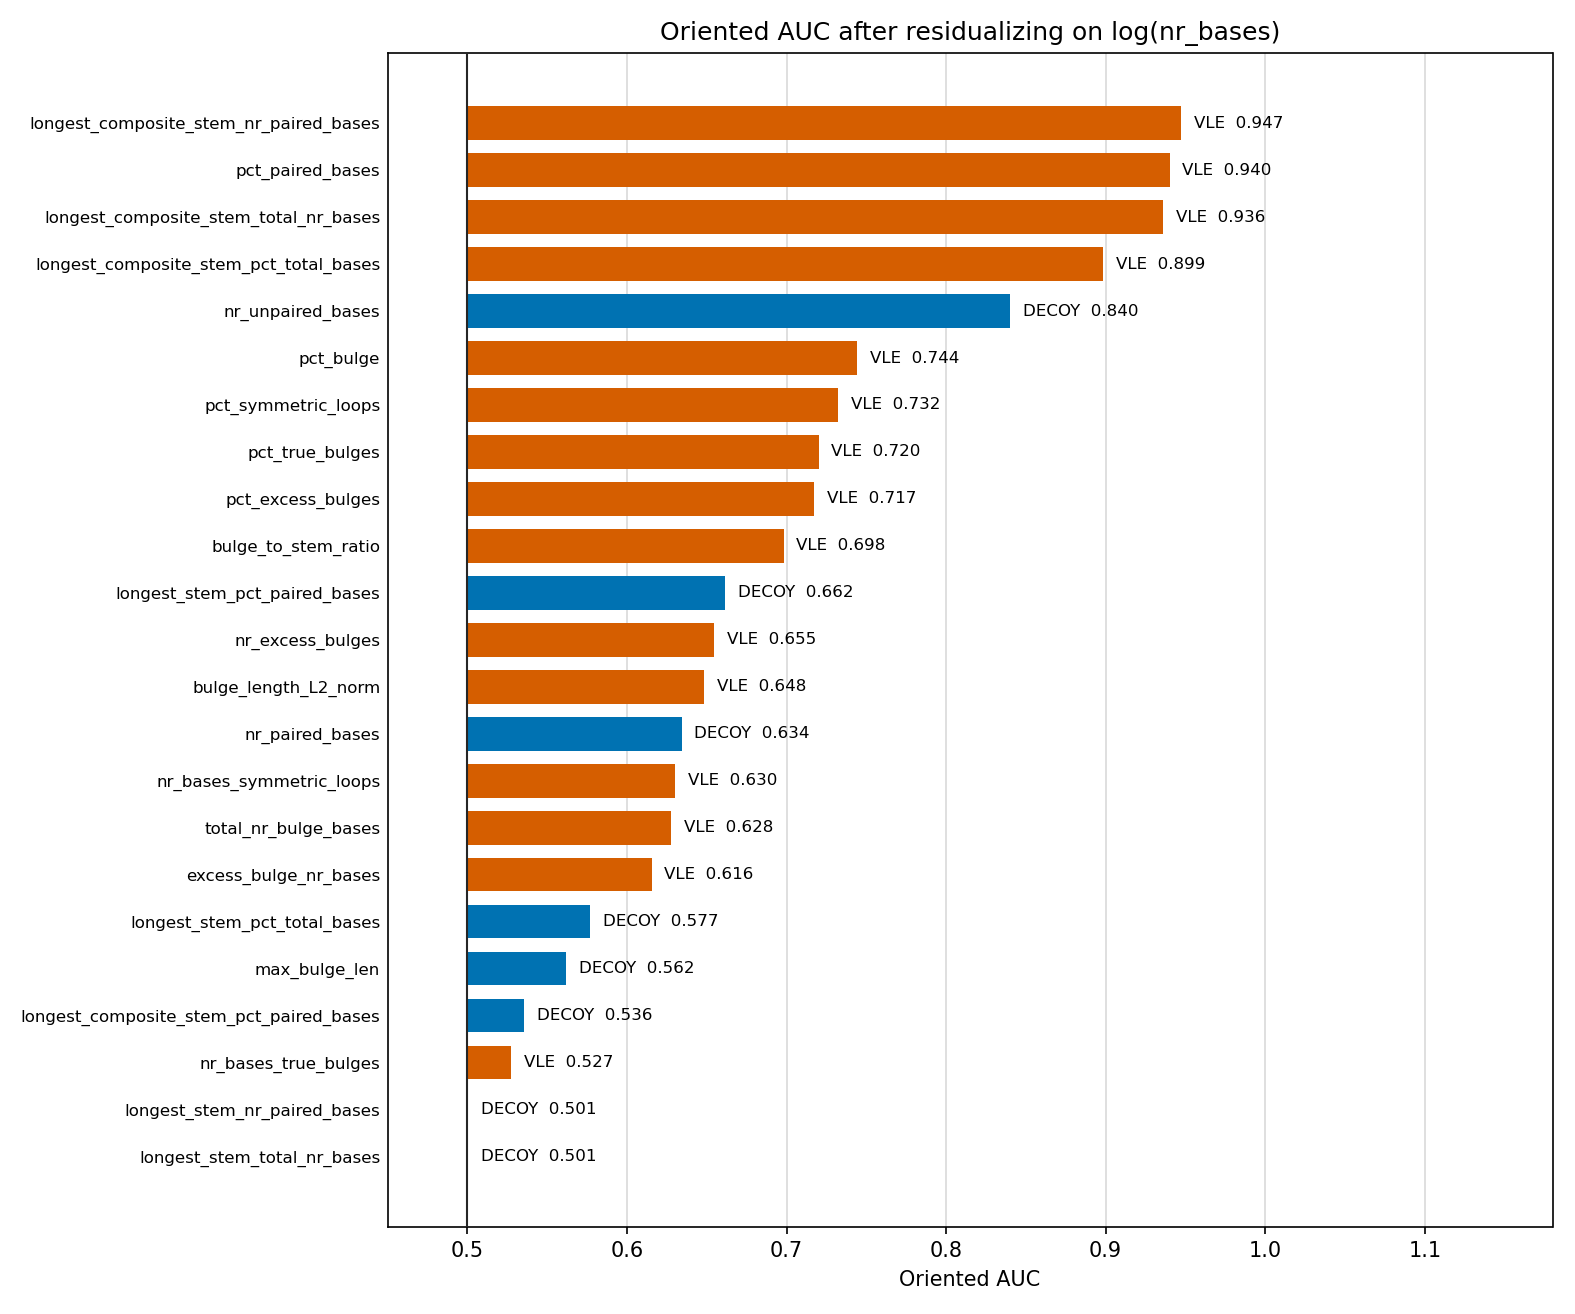 Oriented AUC after residualizing on log(nr_bases)
longest_composite_stem_nr_paired_bases VLE 0.947
pct_paired_bases VLE 0.940
longest_composite_stem_total_nr_bases VLE 0.936
longest_composite_stem_pct_total_bases VLE 0.899
nr_unpaired_bases DECOY 0.840
pct_bulge VLE 0.744
pct_symmetric_loops VLE 0.732
pct_true_bulges VLE 0.720
pct_excess_bulges VLE 0.717
bulge_to_stem_ratio VLE 0.698
longest_stem_pct_paired_bases DECOY 0.662
nr_excess_bulges VLE 0.655
bulge_length_L2_norm VLE 0.648
nr_paired_bases DECOY 0.634
nr_bases_symmetric_loops VLE 0.630
total_nr_bulge_bases VLE 0.628
excess_bulge_nr_bases VLE 0.616
longest_stem_pct_total_bases DECOY 0.577
max_bulge_len DECOY 0.562
longest_composite_stem_pct_paired_bases DECOY 0.536
nr_bases_true_bulges VLE 0.527
longest_stem_nr_paired_bases DECOY 0.501
longest_stem_total_nr_bases DECOY 0.501
0.5 0.6 0.7 0.8 0.9 1.0 1.1
Oriented AUC